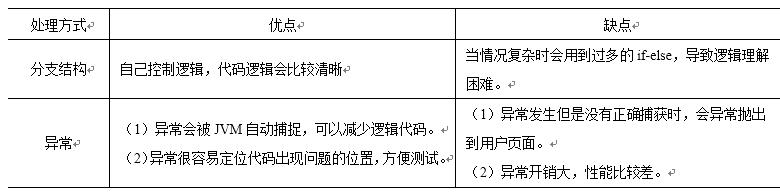 处理方式 优点 缺点
分支结构 自己控制逻辑，代码逻辑会比较清晰 当情况复杂时会用到过多的if-else，导致逻辑理解
困难。
异常 （1）异常会被 JVM 自动捕捉，可以减少逻辑代码。
（2）异常很容易定位代码出现问题的位置，方便测试。
（1）异常发生但是没有正确捕获时，会异常抛出
到用户页面。
（2）异常开销大，性能比较差。